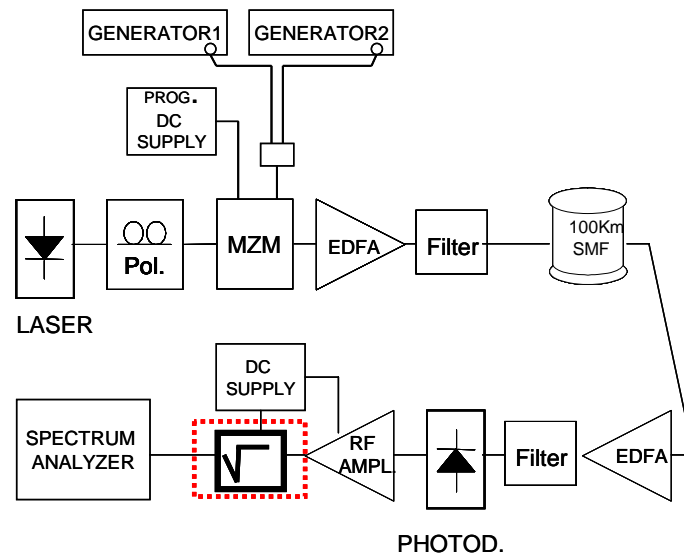 GENERATOR1
GENERATOR2
PROG.
DC
SUPPLY
MZM
EDFA
Filter
100Km
SMF
Pol.
LASER
DC
SUPPLY
SPECTRUM
ANALYZER
√
RF
AMPL.
Filter
EDFA
PHOTOD.